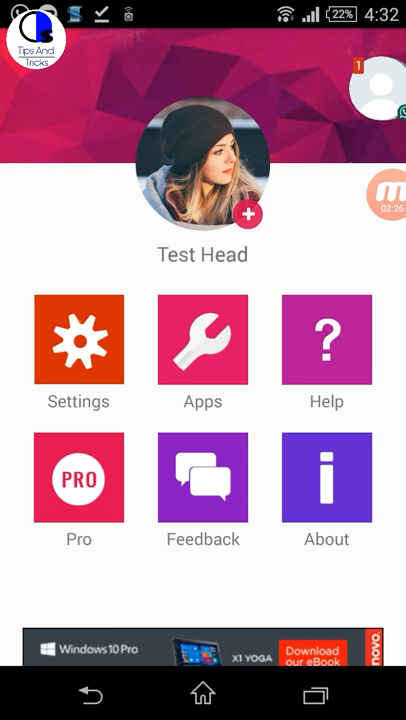 22%
4:32
Tips And
Tricks
1
m
02:26
Test Head
?
Settings
Apps
Help
PRO
i
Pro
Feedback
About
Windows 10 Pro
X1 YOGA
Download
our eBook
novo.